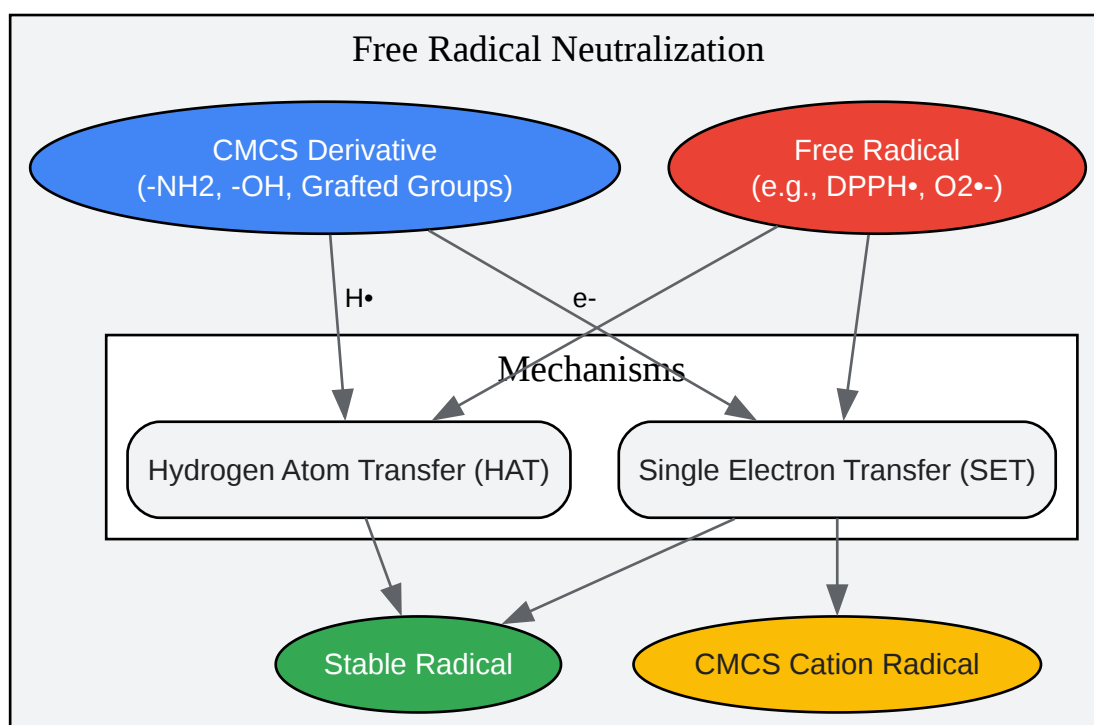 Free Radical Neutralization
CMCS Derivative
(-NH2, -OH, Grafted Groups)
Free Radical
(e.g., DPPH•, O2•-)
H•
e-
Mechanisms
Hydrogen Atom Transfer (HAT)
Single Electron Transfer (SET)
Stable Radical
CMCS Cation Radical